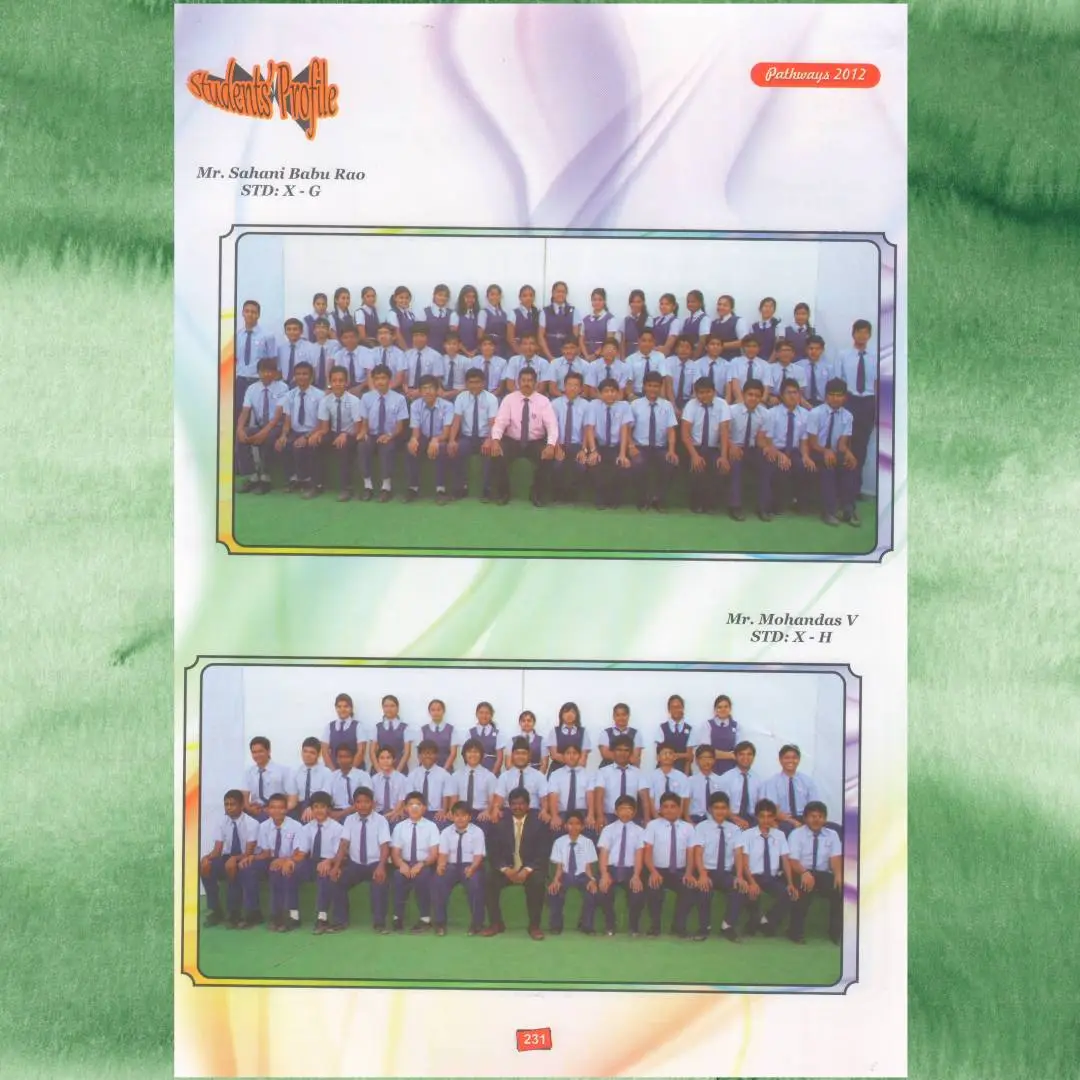 Students' Profile
Pathways 2012
Mr. Sahani Babu Rao
STD: X - G
Mr. Mohandas V
STD: X - H
231